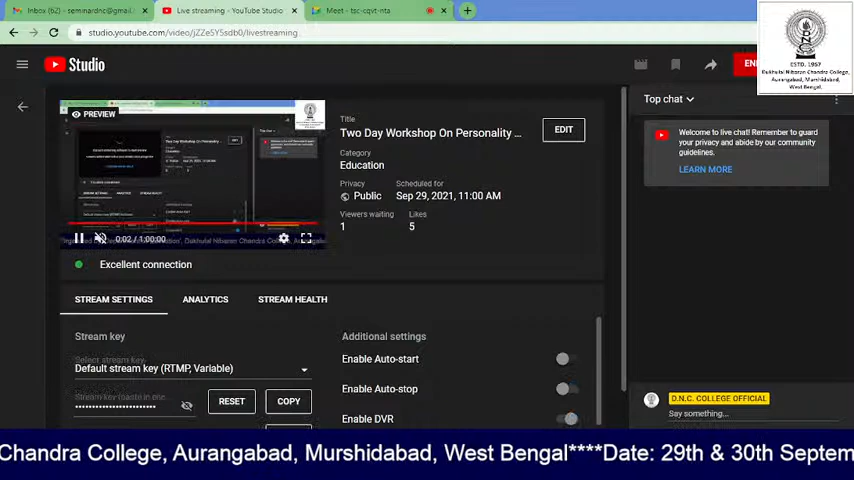 Inbox (62) - seminardnc@gmail.
Live streaming - YouTube Studio
Meet - tsc-cqvt-nta
studio.youtube.com/video/jZZe5Y5sdb0/livestreaming
Studio
ESTD. 1967
Dukhulal Nibaran Chandra College,
Aurangabad, Murshidabad,
West Bengal.
PREVIEW
Title
Two Day Workshop On Personality ...
EDIT
Category
Education
Privacy
Public
Scheduled for
Sep 29, 2021, 11:00 AM
Viewers waiting
1
Likes
5
0:02 / 1:00:00
Excellent connection
STREAM SETTINGS
ANALYTICS
STREAM HEALTH
Stream key
Select stream key
Default stream key (RTMP, Variable)
RESET
COPY
Additional settings
Enable Auto-start
Enable Auto-stop
Enable DVR
Top chat
Welcome to live chat! Remember to guard
your privacy and abide by our community
guidelines.
LEARN MORE
D.N.C. COLLEGE OFFICIAL
Say something...
Chandra College, Aurangabad, Murshidabad, West Bengal****Date: 29th & 30th Septem